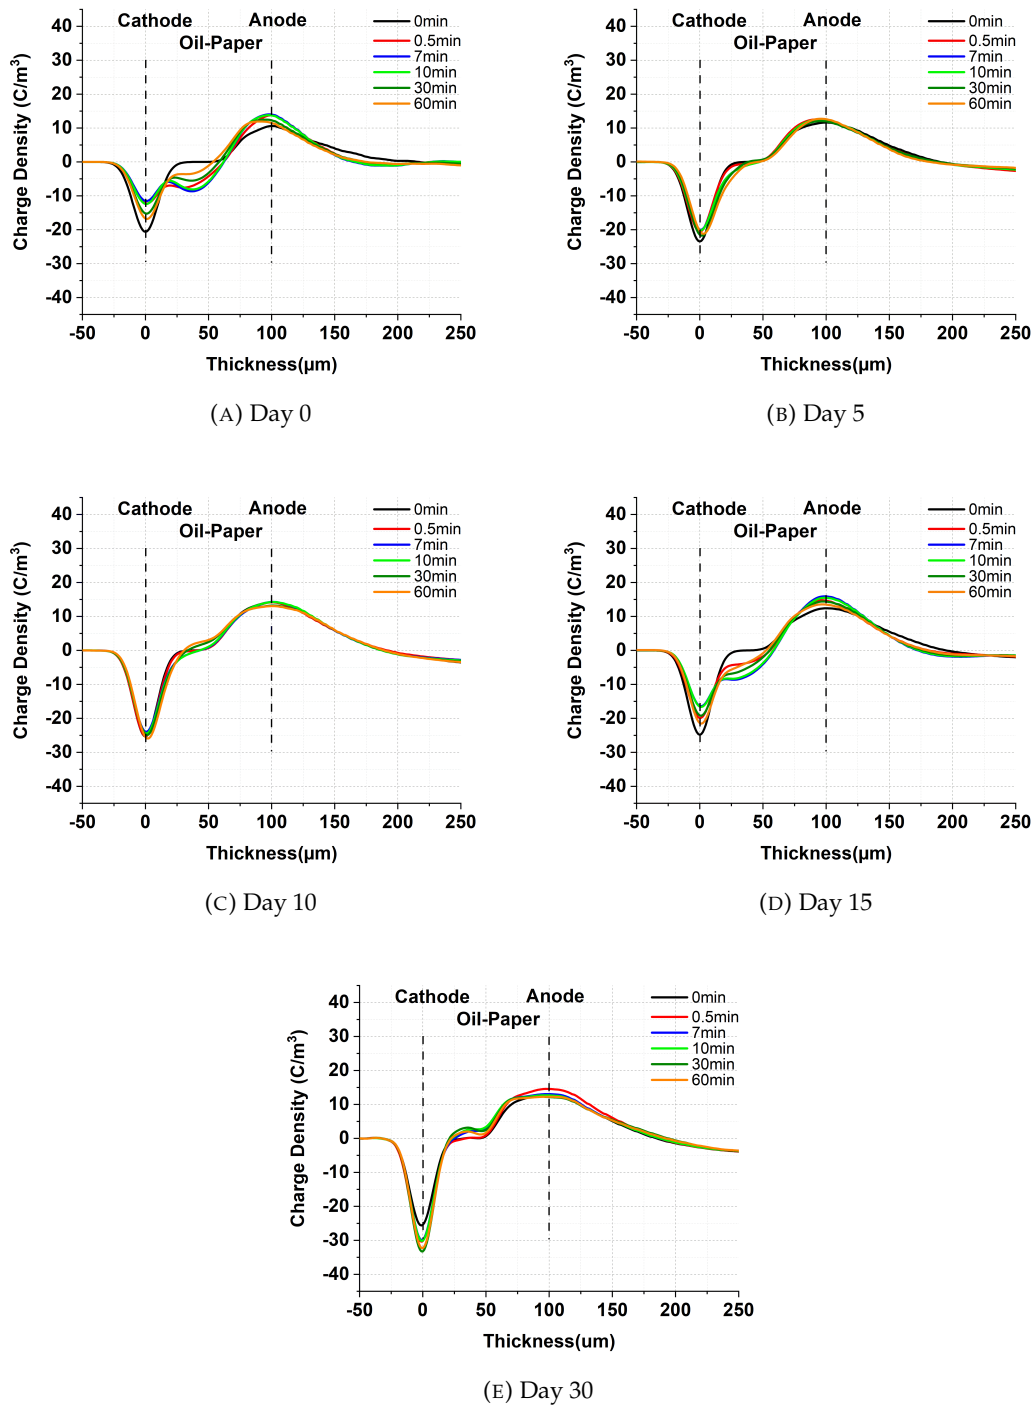 Cathode Anode
Oil-Paper
0min
0.5min
7min
10min
30min
60min
Charge Density (C/m³)
40
30
20
10
0
-10
-20
-30
-40
-50 0 50 100 150 200 250
Thickness(µm)
(A) Day 0
Cathode Anode
Oil-Paper
0min
0.5min
7min
10min
30min
60min
Charge Density (C/m³)
40
30
20
10
0
-10
-20
-30
-40
-50 0 50 100 150 200 250
Thickness(µm)
(B) Day 5
Cathode Anode
Oil-Paper
0min
0.5min
7min
10min
30min
60min
Charge Density (C/m³)
40
30
20
10
0
-10
-20
-30
-40
-50 0 50 100 150 200 250
Thickness(µm)
(C) Day 10
Cathode Anode
Oil-Paper
0min
0.5min
7min
10min
30min
60min
Charge Density (C/m³)
40
30
20
10
0
-10
-20
-30
-40
-50 0 50 100 150 200 250
Thickness(µm)
(D) Day 15
Cathode Anode
Oil-Paper
0min
0.5min
7min
10min
30min
60min
Charge Density (C/m³)
40
30
20
10
0
-10
-20
-30
-40
-50 0 50 100 150 200 250
Thickness(um)
(E) Day 30